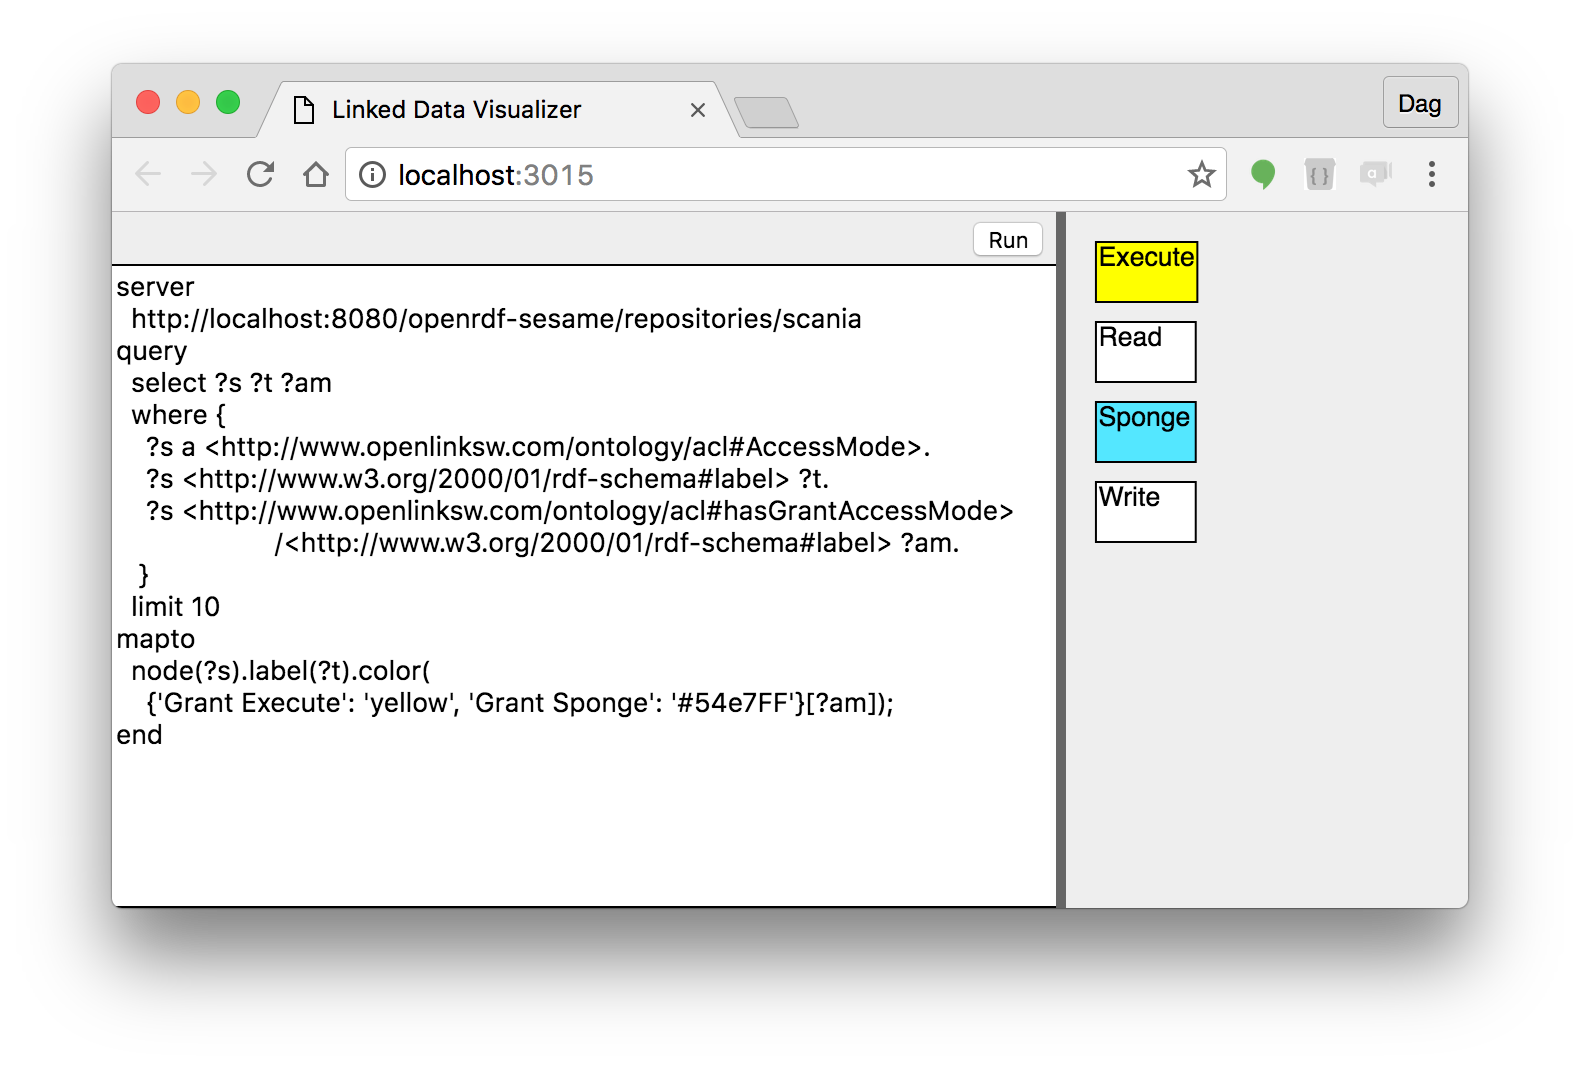 Linked Data Visualizer
Dag
localhost:3015
Run
server
http://localhost:8080/openrdf-sesame/repositories/scania
query
select ?s ?t ?am
where {
?s a <http://www.openlinksw.com/ontology/acl#AccessMode>.
?s <http://www.w3.org/2000/01/rdf-schema#label> ?t.
?s <http://www.openlinksw.com/ontology/acl#hasGrantAccessMode>
/<http://www.w3.org/2000/01/rdf-schema#label> ?am.
}
limit 10
mapto
node(?s).label(?t).color(
{'Grant Execute': 'yellow', 'Grant Sponge': '#54e7FF'}[?am]);
end
Execute
Read
Sponge
Write